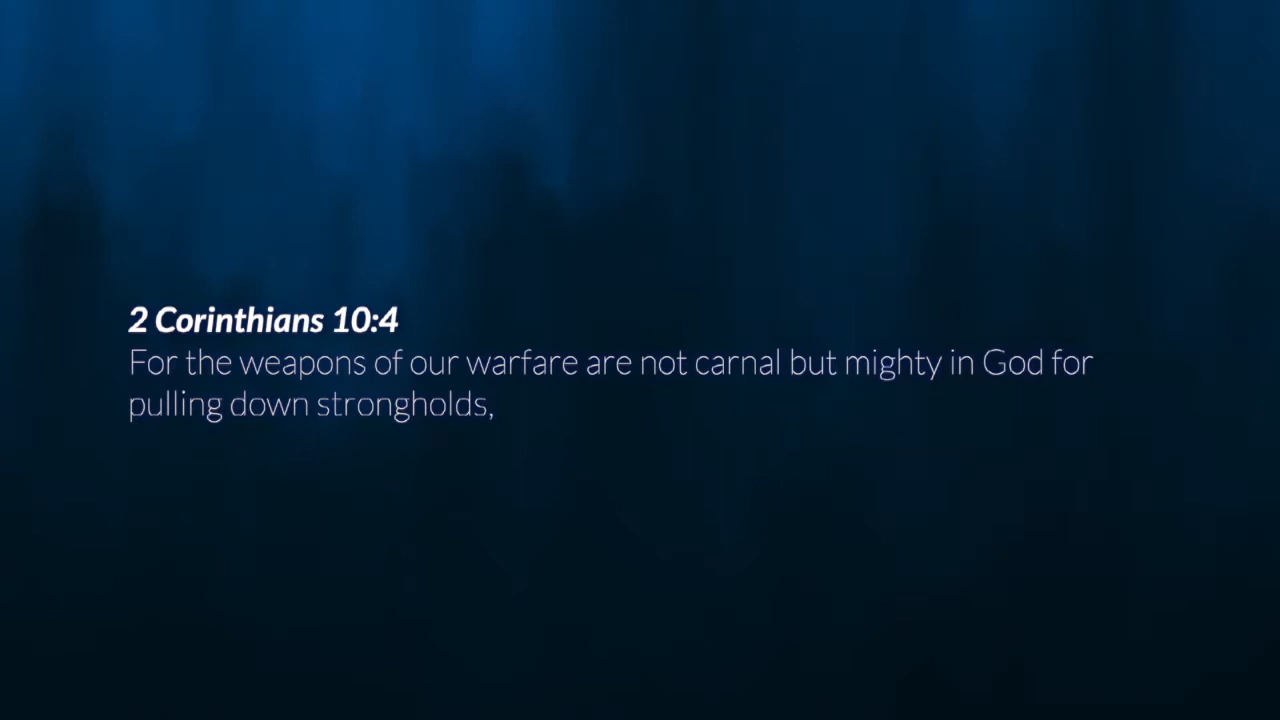 2 Corinthians 10:4
For the weapons of our warfare are not carnal but mighty in God for
pulling down strongholds,